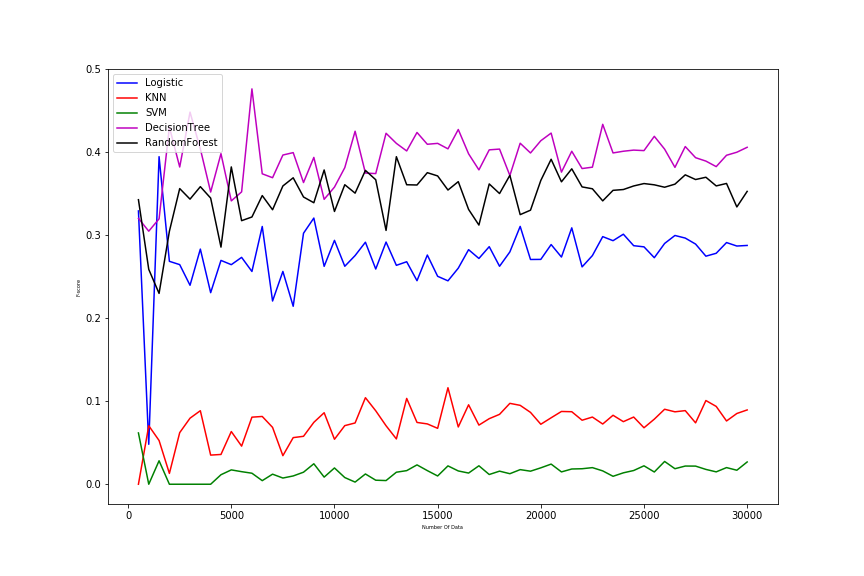 0.5
0.4
0.3
0.2
0.1
0.0
F-score
Logistic
KNN
SVM
DecisionTree
RandomForest
0 5000 10000 15000 20000 25000 30000
Number Of Data